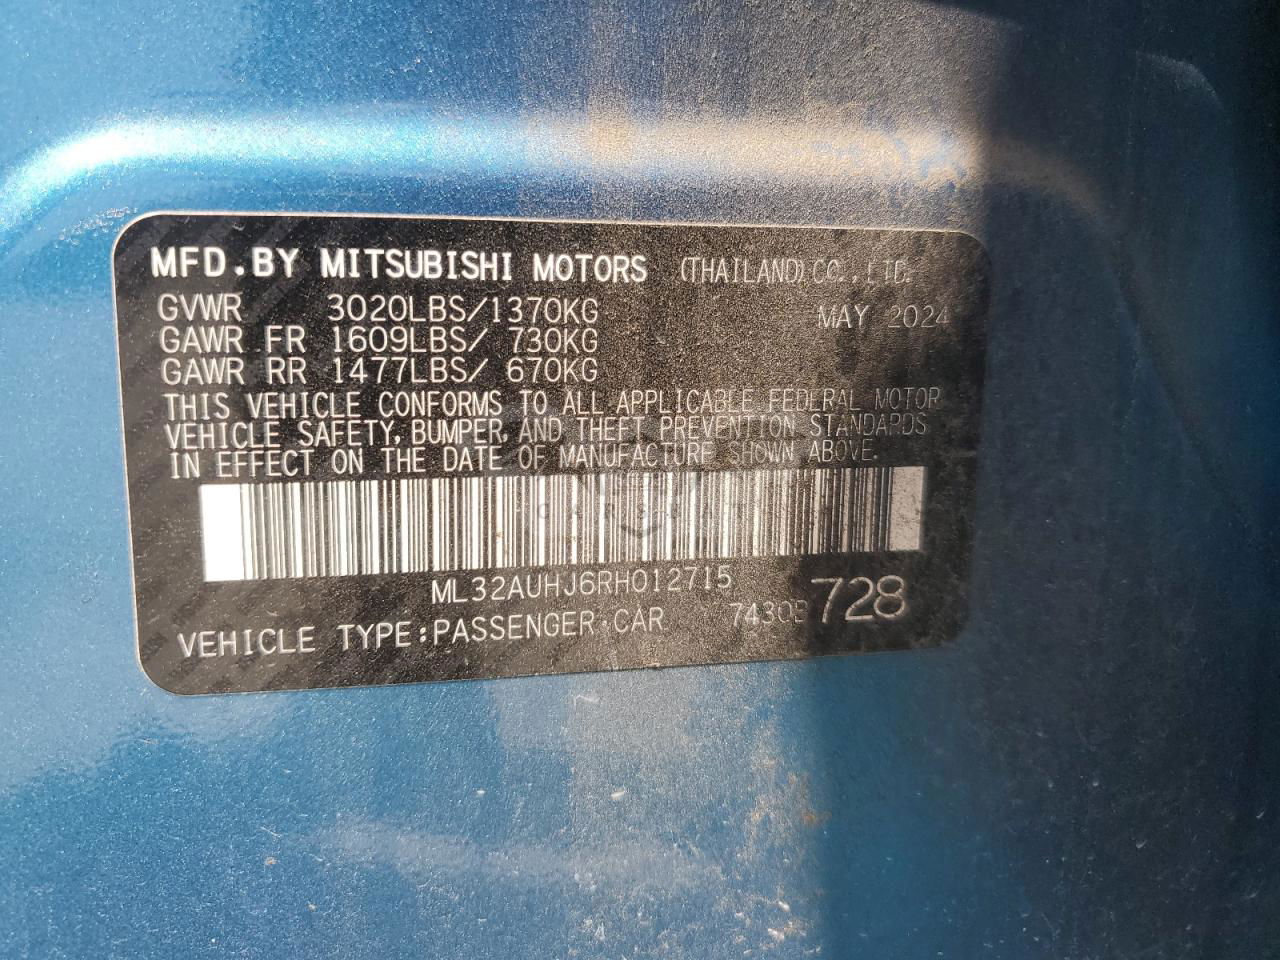 MFD.BY MITSUBISHI MOTORS (THAILAND)CO.,LTD.
GVWR 3020LBS/1370KG MAY 2024
GAWR FR 1609LBS/ 730KG
GAWR RR 1477LBS/ 670KG
THIS VEHICLE CONFORMS TO ALL APPLICABLE FEDERAL MOTOR
VEHICLE SAFETY, BUMPER, AND THEFT PREVENTION STANDARDS
IN EFFECT ON THE DATE OF MANUFACTURE SHOWN ABOVE.
ML32AUHJ6RH012715
VEHICLE TYPE:PASSENGER CAR 728